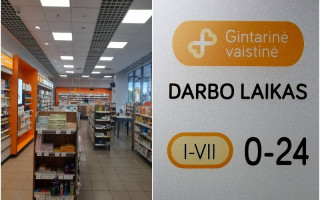 Gintarinė
vaistinė
DARBO LAIKAS
I-VII 0-24